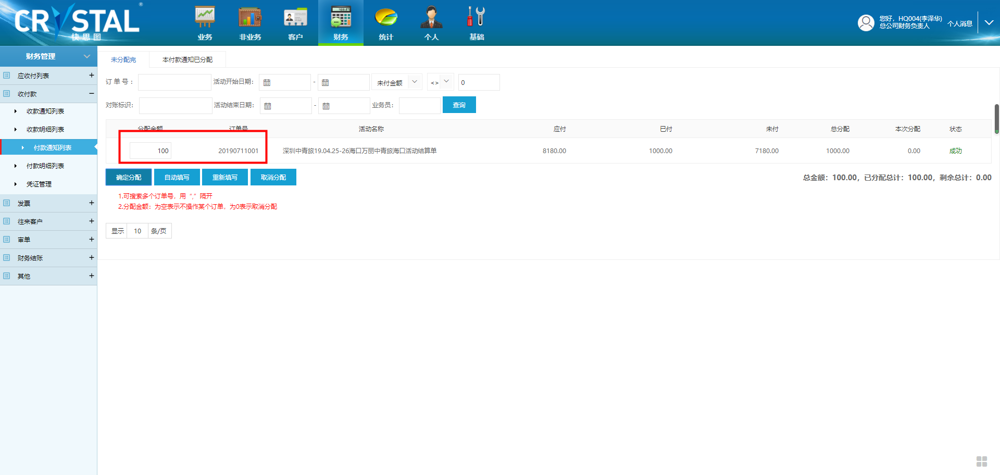 CRYSTAL
®
快思图
业务
非业务
客户
财务
统计
个人
基础
您好，HQ004(李泽华)
总公司财务负责人
个人消息
财务管理
应收付列表 +
收付款 −
收款通知列表
收款明细列表
付款通知列表
付款明细列表
凭证管理
发票 +
往来客户 +
审单 +
财务结账 +
其他 +
未分配完 本付款通知已分配
订 单 号： 活动开始日期： - 未付金额 <> 0
对账标识： 活动结束日期： - 业务员： 查询
分配金额 订单号 活动名称 应付 已付 未付 总分配 本次分配 状态
100 20190711001 深圳中青旅19.04.25-26海口万丽中青旅海口活动结算单 8180.00 1000.00 7180.00 1000.00 0.00 成功
确定分配 自动填写 重新填写 取消分配 总金额：100.00，已分配总计：100.00，剩余总计：0.00
1.可搜索多个订单号，用“,”隔开
2.分配金额：为空表示不操作某个订单，为0表示取消分配
显示 10 条/页